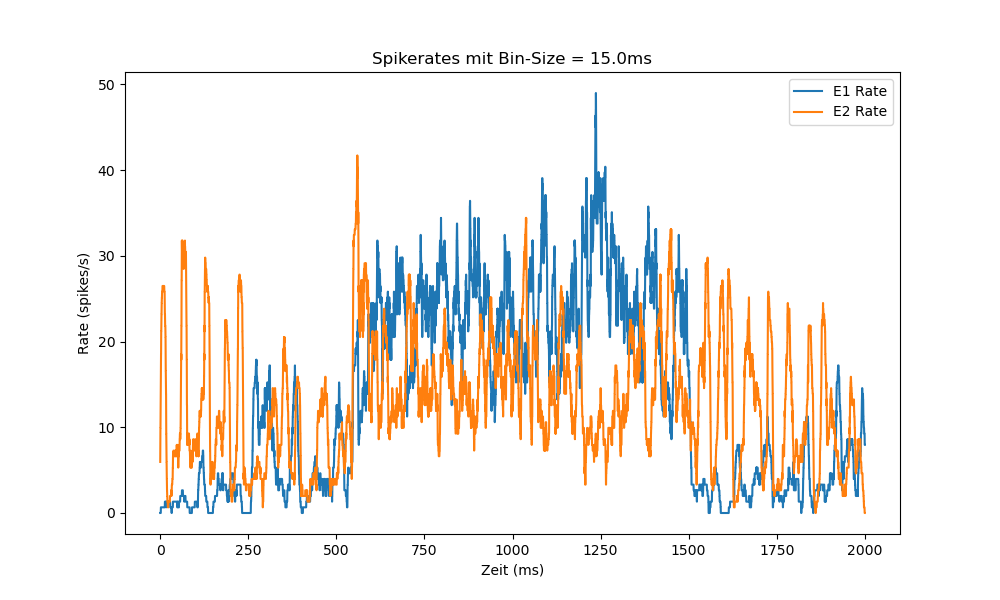 Spikerates mit Bin-Size = 15.0ms
E1 Rate
E2 Rate
50
40
30
20
10
0
Rate (spikes/s)
0 250 500 750 1000 1250 1500 1750 2000
Zeit (ms)